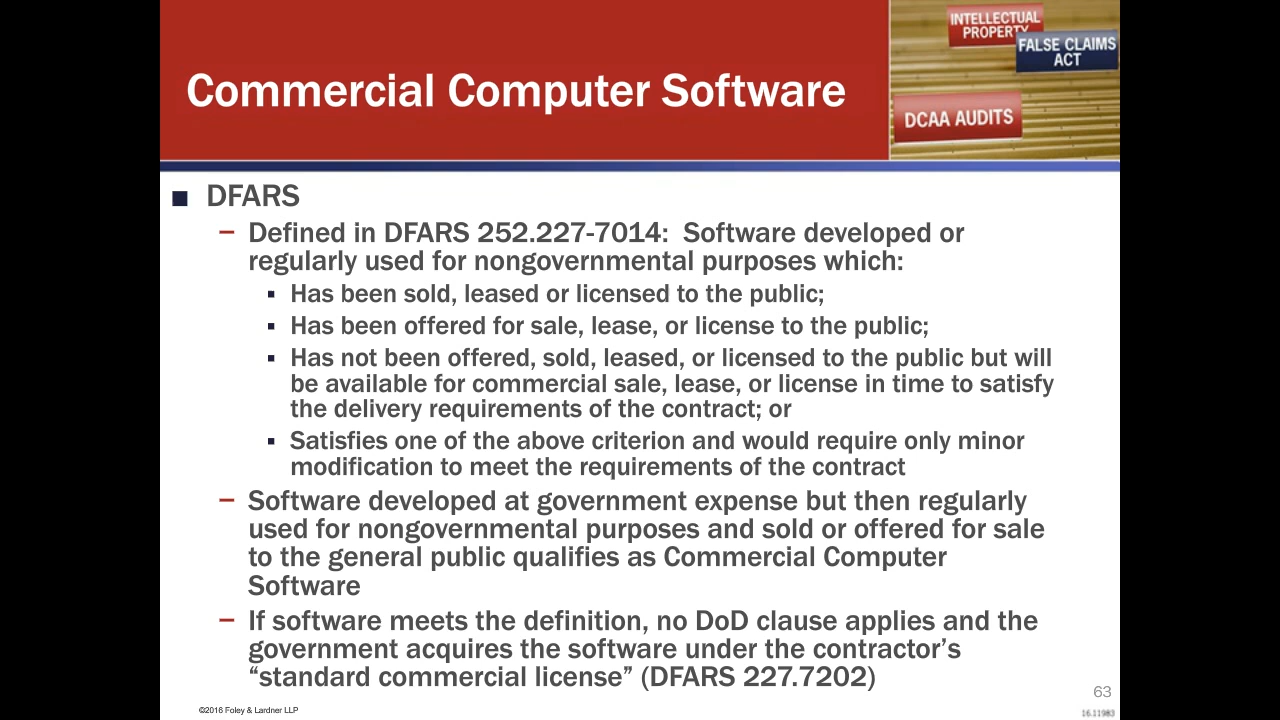 Commercial Computer Software
INTELLECTUAL
PROPERTY
FALSE CLAIMS
ACT
DCAA AUDITS
■ DFARS
– Defined in DFARS 252.227-7014:  Software developed or
regularly used for nongovernmental purposes which:
▪ Has been sold, leased or licensed to the public;
▪ Has been offered for sale, lease, or license to the public;
▪ Has not been offered, sold, leased, or licensed to the public but will
be available for commercial sale, lease, or license in time to satisfy
the delivery requirements of the contract; or
▪ Satisfies one of the above criterion and would require only minor
modification to meet the requirements of the contract
– Software developed at government expense but then regularly
used for nongovernmental purposes and sold or offered for sale
to the general public qualifies as Commercial Computer
Software
– If software meets the definition, no DoD clause applies and the
government acquires the software under the contractor’s
“standard commercial license” (DFARS 227.7202)
63
©2016 Foley & Lardner LLP
16.11983